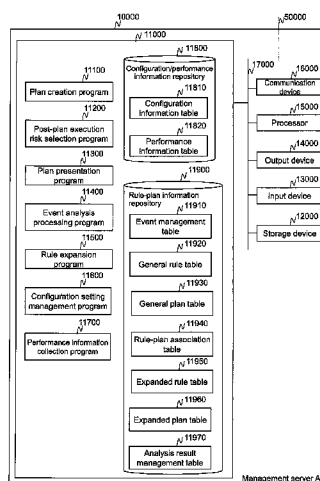 10000
50000
11000
11100
Plan creation program
11200
Post-plan execution
risk selection program
11300
Plan presentation
program
11400
Event analysis
processing program
11500
Rule expansion
program
11600
Configuration setting
management program
11700
Performance information
collection program
11800
Configuration/performance
information repository
11810
Configuration
information table
11820
Performance
information table
11900
Rule-plan information
repository
11910
Event management
table
11920
General rule table
11930
General plan table
11940
Rule-plan association
table
11950
Expanded rule table
11960
Expanded plan table
11970
Analysis result
management table
17000
16000
Communication
device
15000
Processor
14000
Output device
13000
Input device
12000
Storage device
Management server A